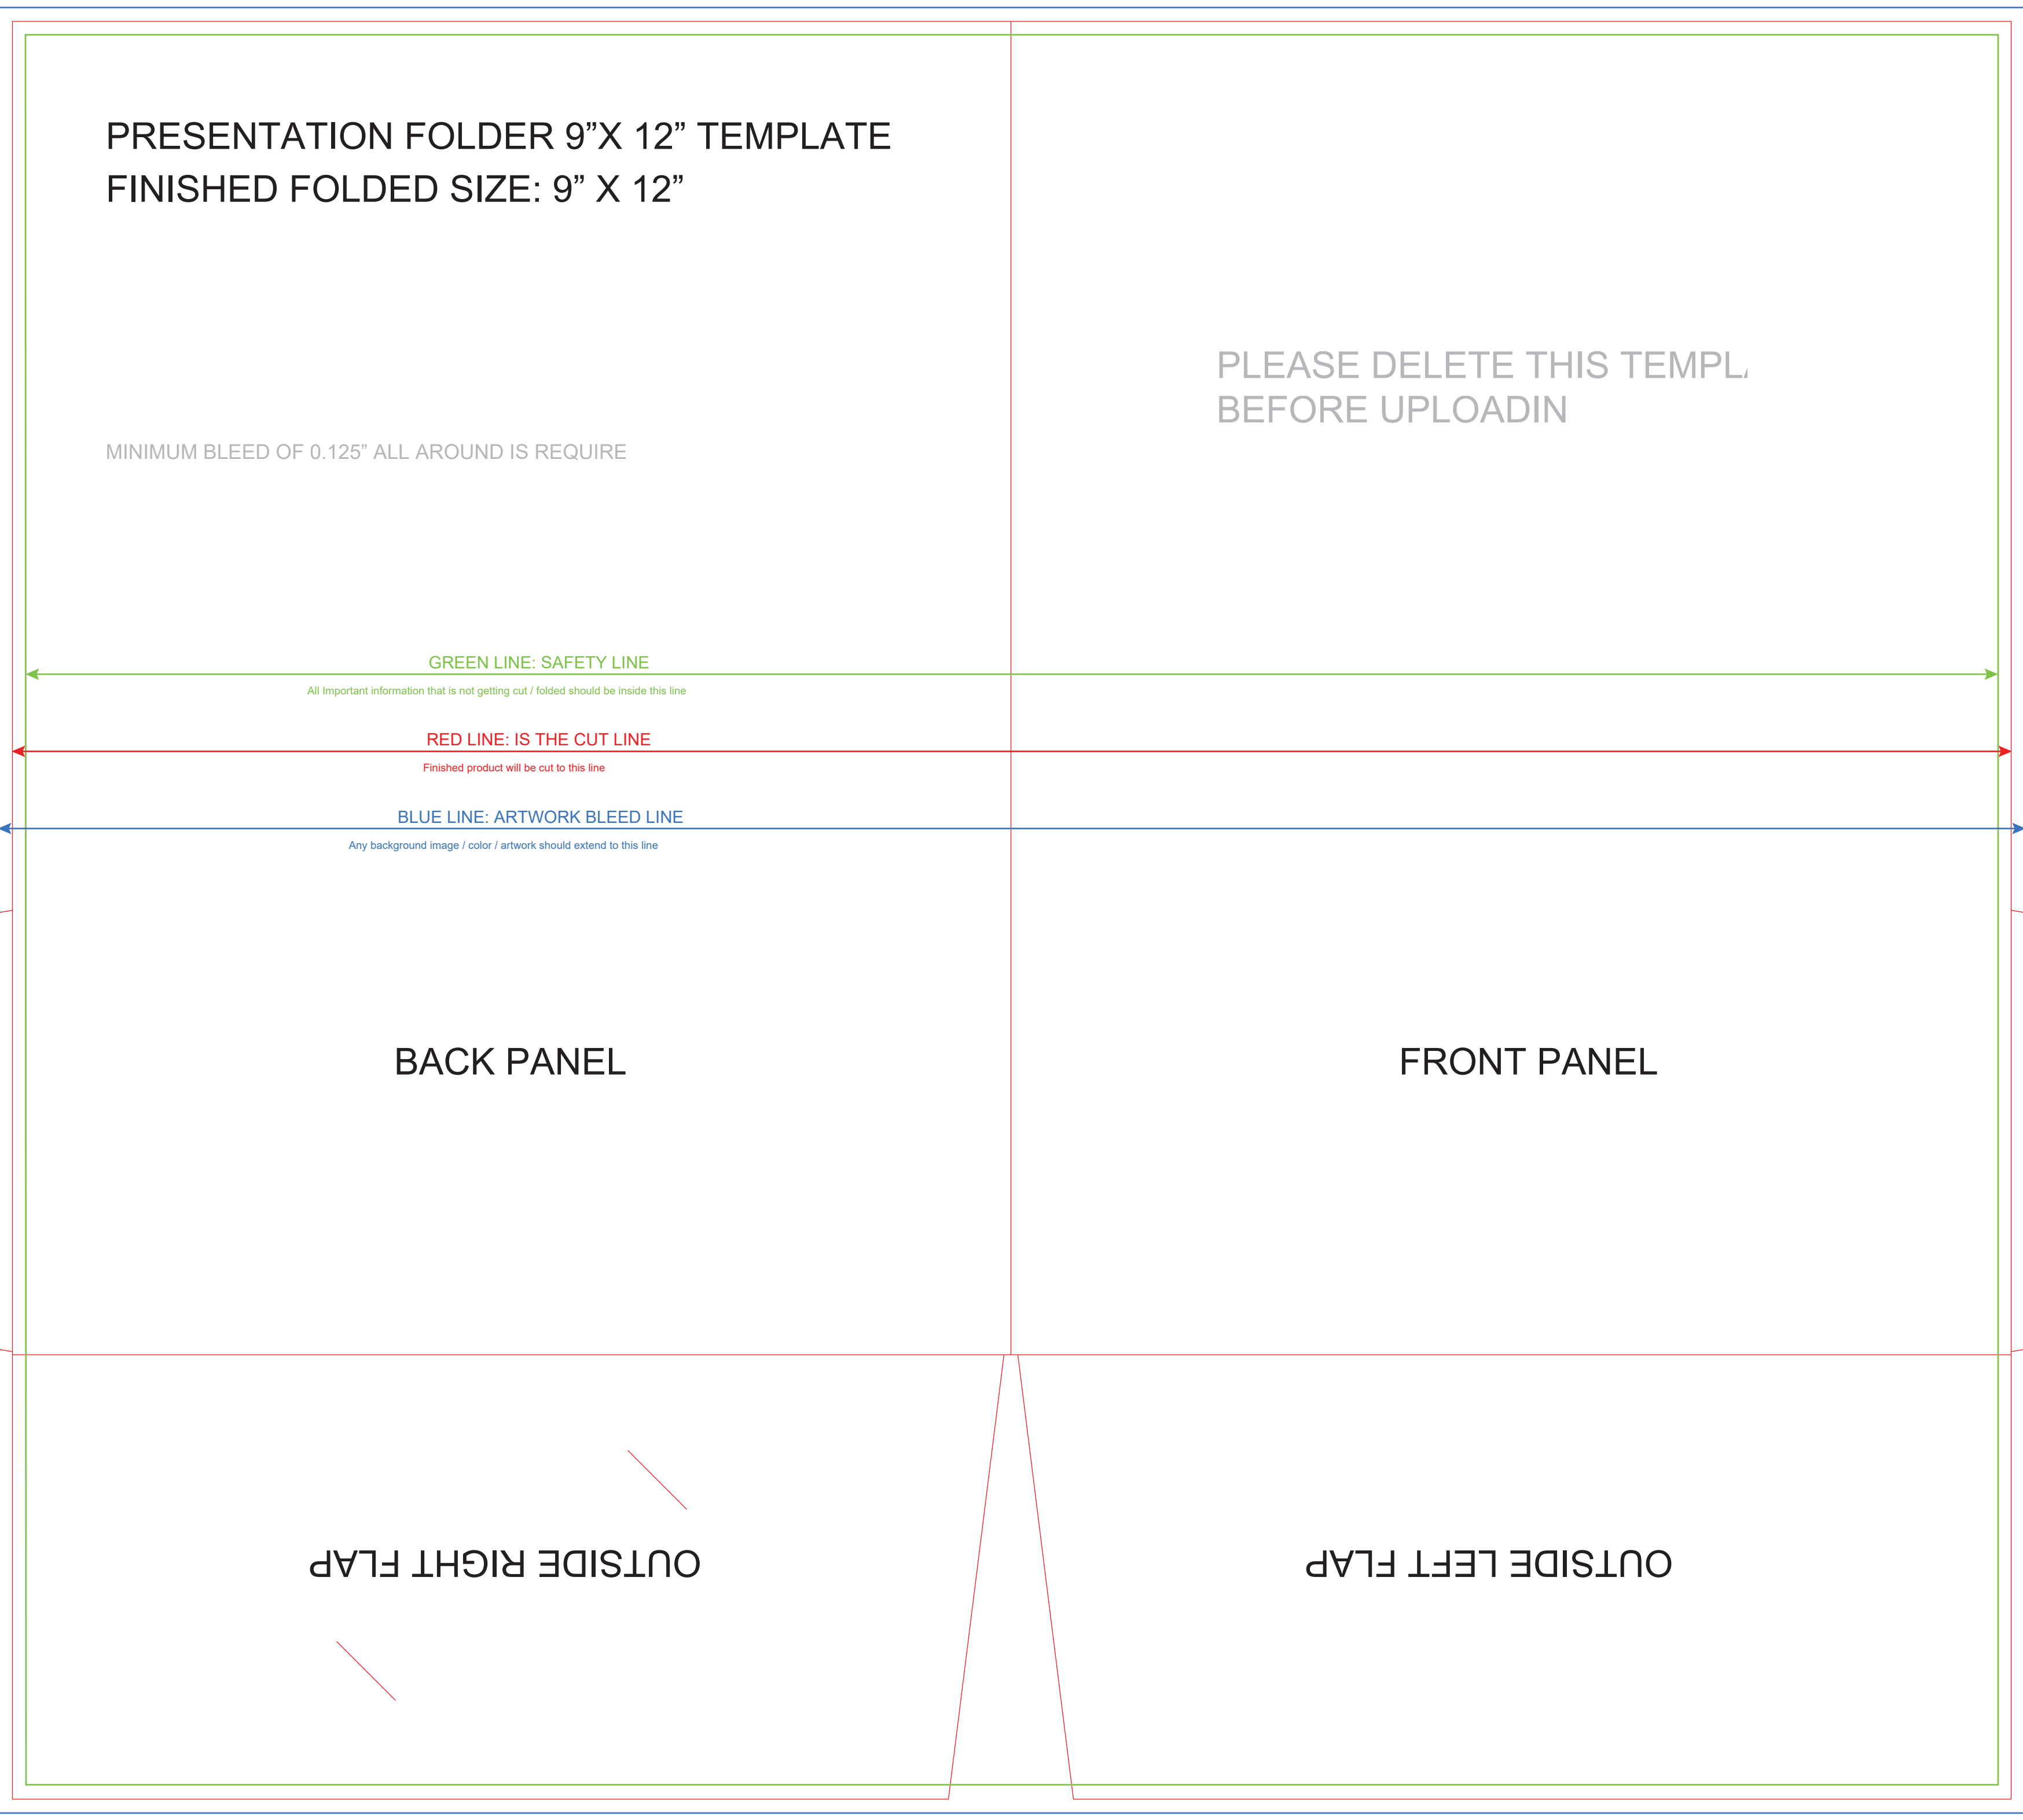 PRESENTATION FOLDER 9”X 12” TEMPLATE
FINISHED FOLDED SIZE: 9” X 12”
PLEASE DELETE THIS
BEFORE UPLOADIN
MINIMUM BLEED OF 0.125” ALL AROUND IS REQUIRE
GREEN LINE: SAFETY LINE
All Important information that is not getting cut / folded should be inside this line
RED LINE: IS THE CUT LINE
Finished product will be cut to this line
BLUE LINE: ARTWORK BLEED LINE
Any background image / color / artwork should extend to this line
BACK PANEL
FRONT PANEL
OUTSIDE RIGHT FLAP
OUTSIDE LEFT FLAP